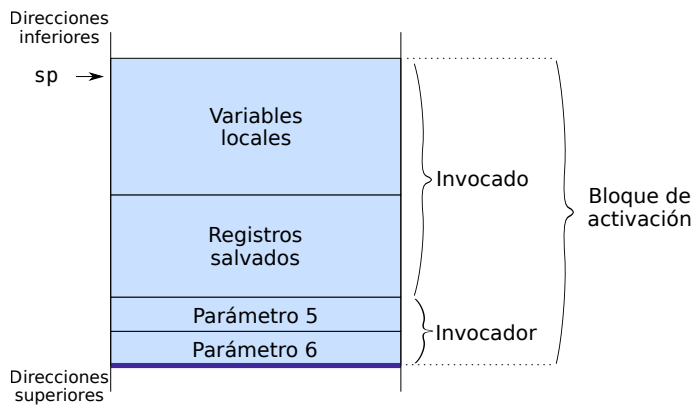 Direcciones
inferiores
sp
Variables
locales
Invocado
Bloque de
activación
Registros
salvados
Parámetro 5
Invocador
Parámetro 6
Direcciones
superiores